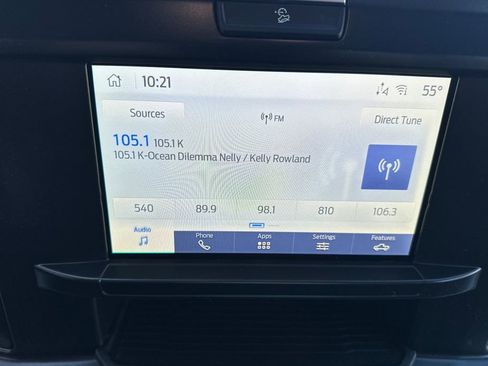 10:21 55°
Sources FM Direct Tune
105.1 105.1 K
105.1 K-Ocean Dilemma Nelly / Kelly Rowland
540 89.9 98.1 810 106.3
Audio Phone Apps Settings Features